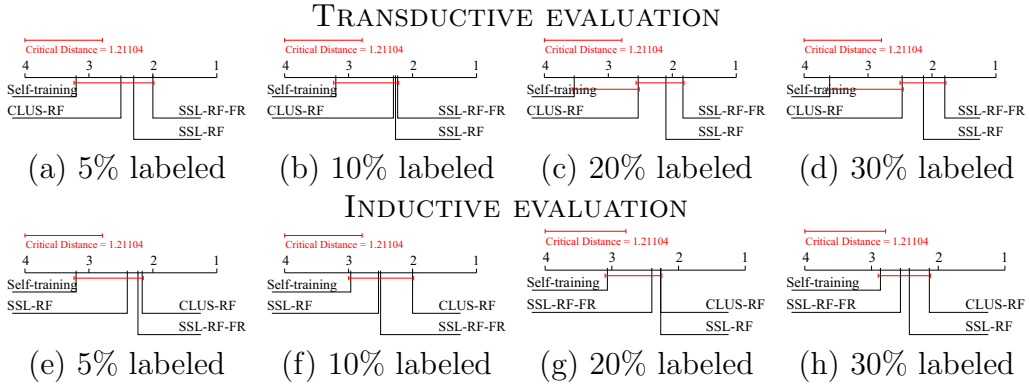 TRANSDUCTIVE EVALUATION
Critical Distance = 1.21104
4 3 2 1
Self-training
CLUS-RF SSL-RF-FR
SSL-RF
(a) 5% labeled
Critical Distance = 1.21104
4 3 2 1
Self-training
CLUS-RF SSL-RF-FR
SSL-RF
(b) 10% labeled
Critical Distance = 1.21104
4 3 2 1
Self-training
CLUS-RF SSL-RF-FR
SSL-RF
(c) 20% labeled
Critical Distance = 1.21104
4 3 2 1
Self-training
CLUS-RF SSL-RF-FR
SSL-RF
(d) 30% labeled
INDUCTIVE EVALUATION
Critical Distance = 1.21104
4 3 2 1
Self-training
SSL-RF CLUS-RF
SSL-RF-FR
(e) 5% labeled
Critical Distance = 1.21104
4 3 2 1
Self-training
SSL-RF CLUS-RF
SSL-RF-FR
(f) 10% labeled
Critical Distance = 1.21104
4 3 2 1
Self-training
SSL-RF-FR CLUS-RF
SSL-RF
(g) 20% labeled
Critical Distance = 1.21104
4 3 2 1
Self-training
SSL-RF-FR CLUS-RF
SSL-RF
(h) 30% labeled